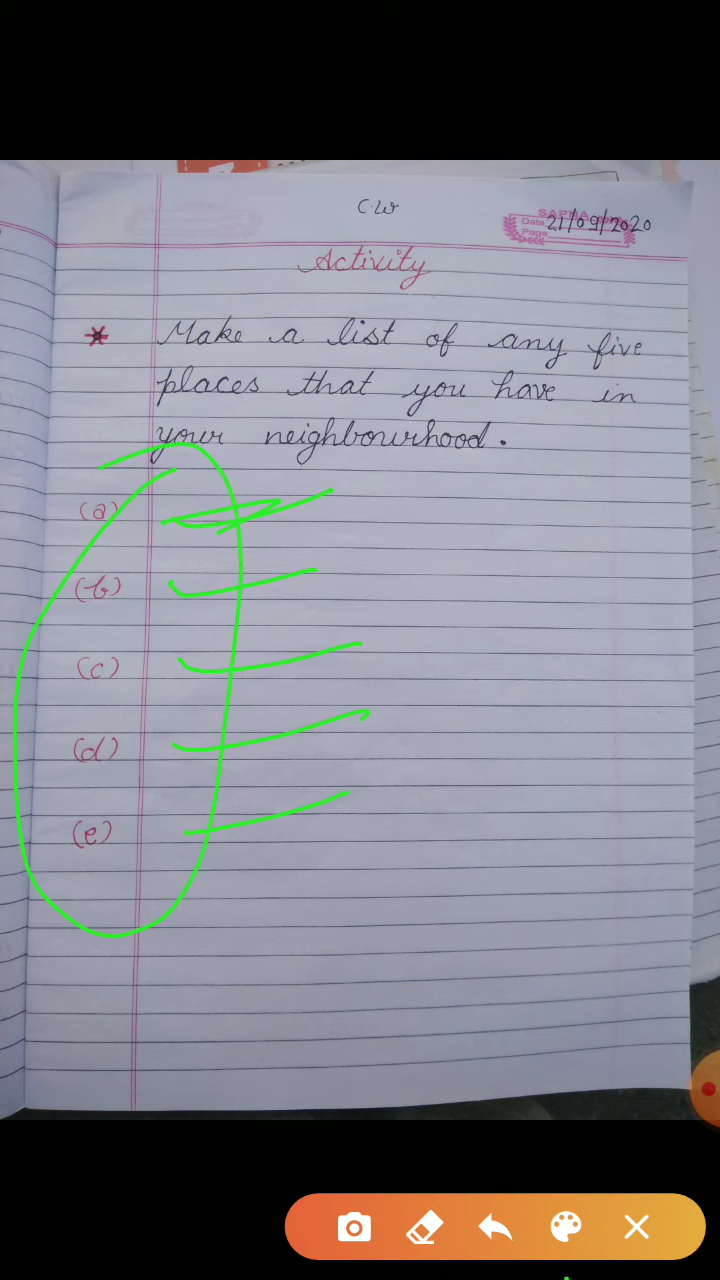 C.W
Date 21/09/2020
Page
Activity
* Make a list of any five
places that you have in
your neighbourhood.
(a)
(b)
(c)
(d)
(e)